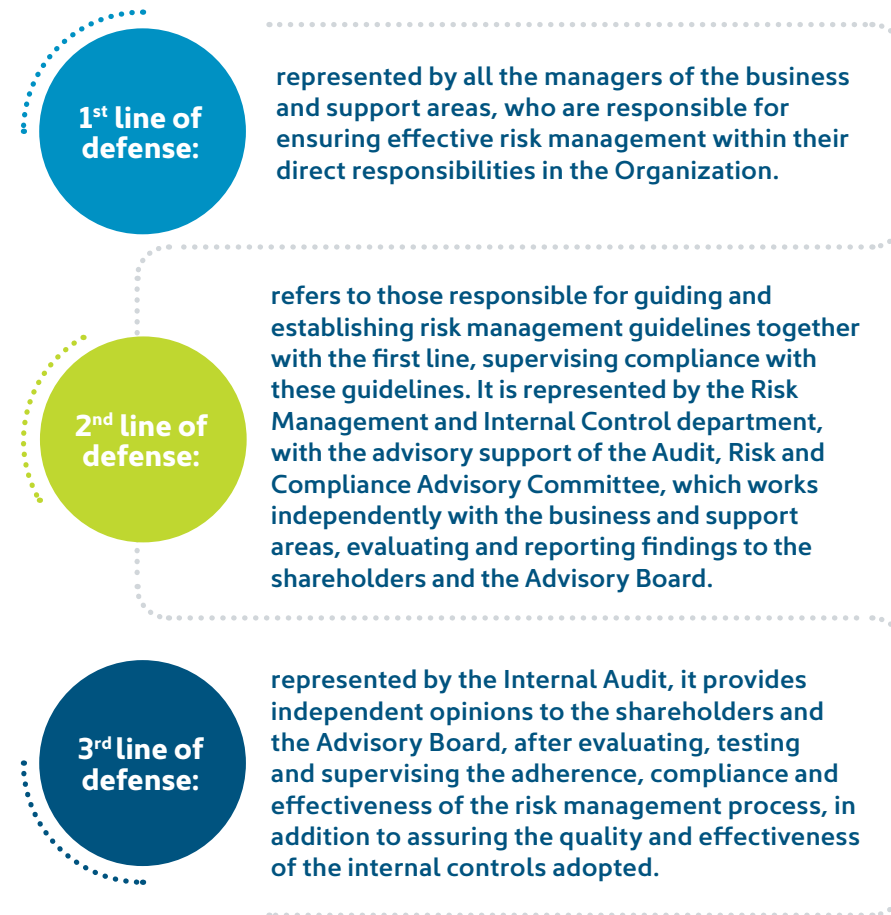 1st line of
defense:
represented by all the managers of the business
and support areas, who are responsible for
ensuring effective risk management within their
direct responsibilities in the Organization.
2nd line of
defense:
refers to those responsible for guiding and
establishing risk management guidelines together
with the first line, supervising compliance with
these guidelines. It is represented by the Risk
Management and Internal Control department,
with the advisory support of the Audit, Risk and
Compliance Advisory Committee, which works
independently with the business and support
areas, evaluating and reporting findings to the
shareholders and the Advisory Board.
3rd line of
defense:
represented by the Internal Audit, it provides
independent opinions to the shareholders and
the Advisory Board, after evaluating, testing
and supervising the adherence, compliance and
effectiveness of the risk management process, in
addition to assuring the quality and effectiveness
of the internal controls adopted.